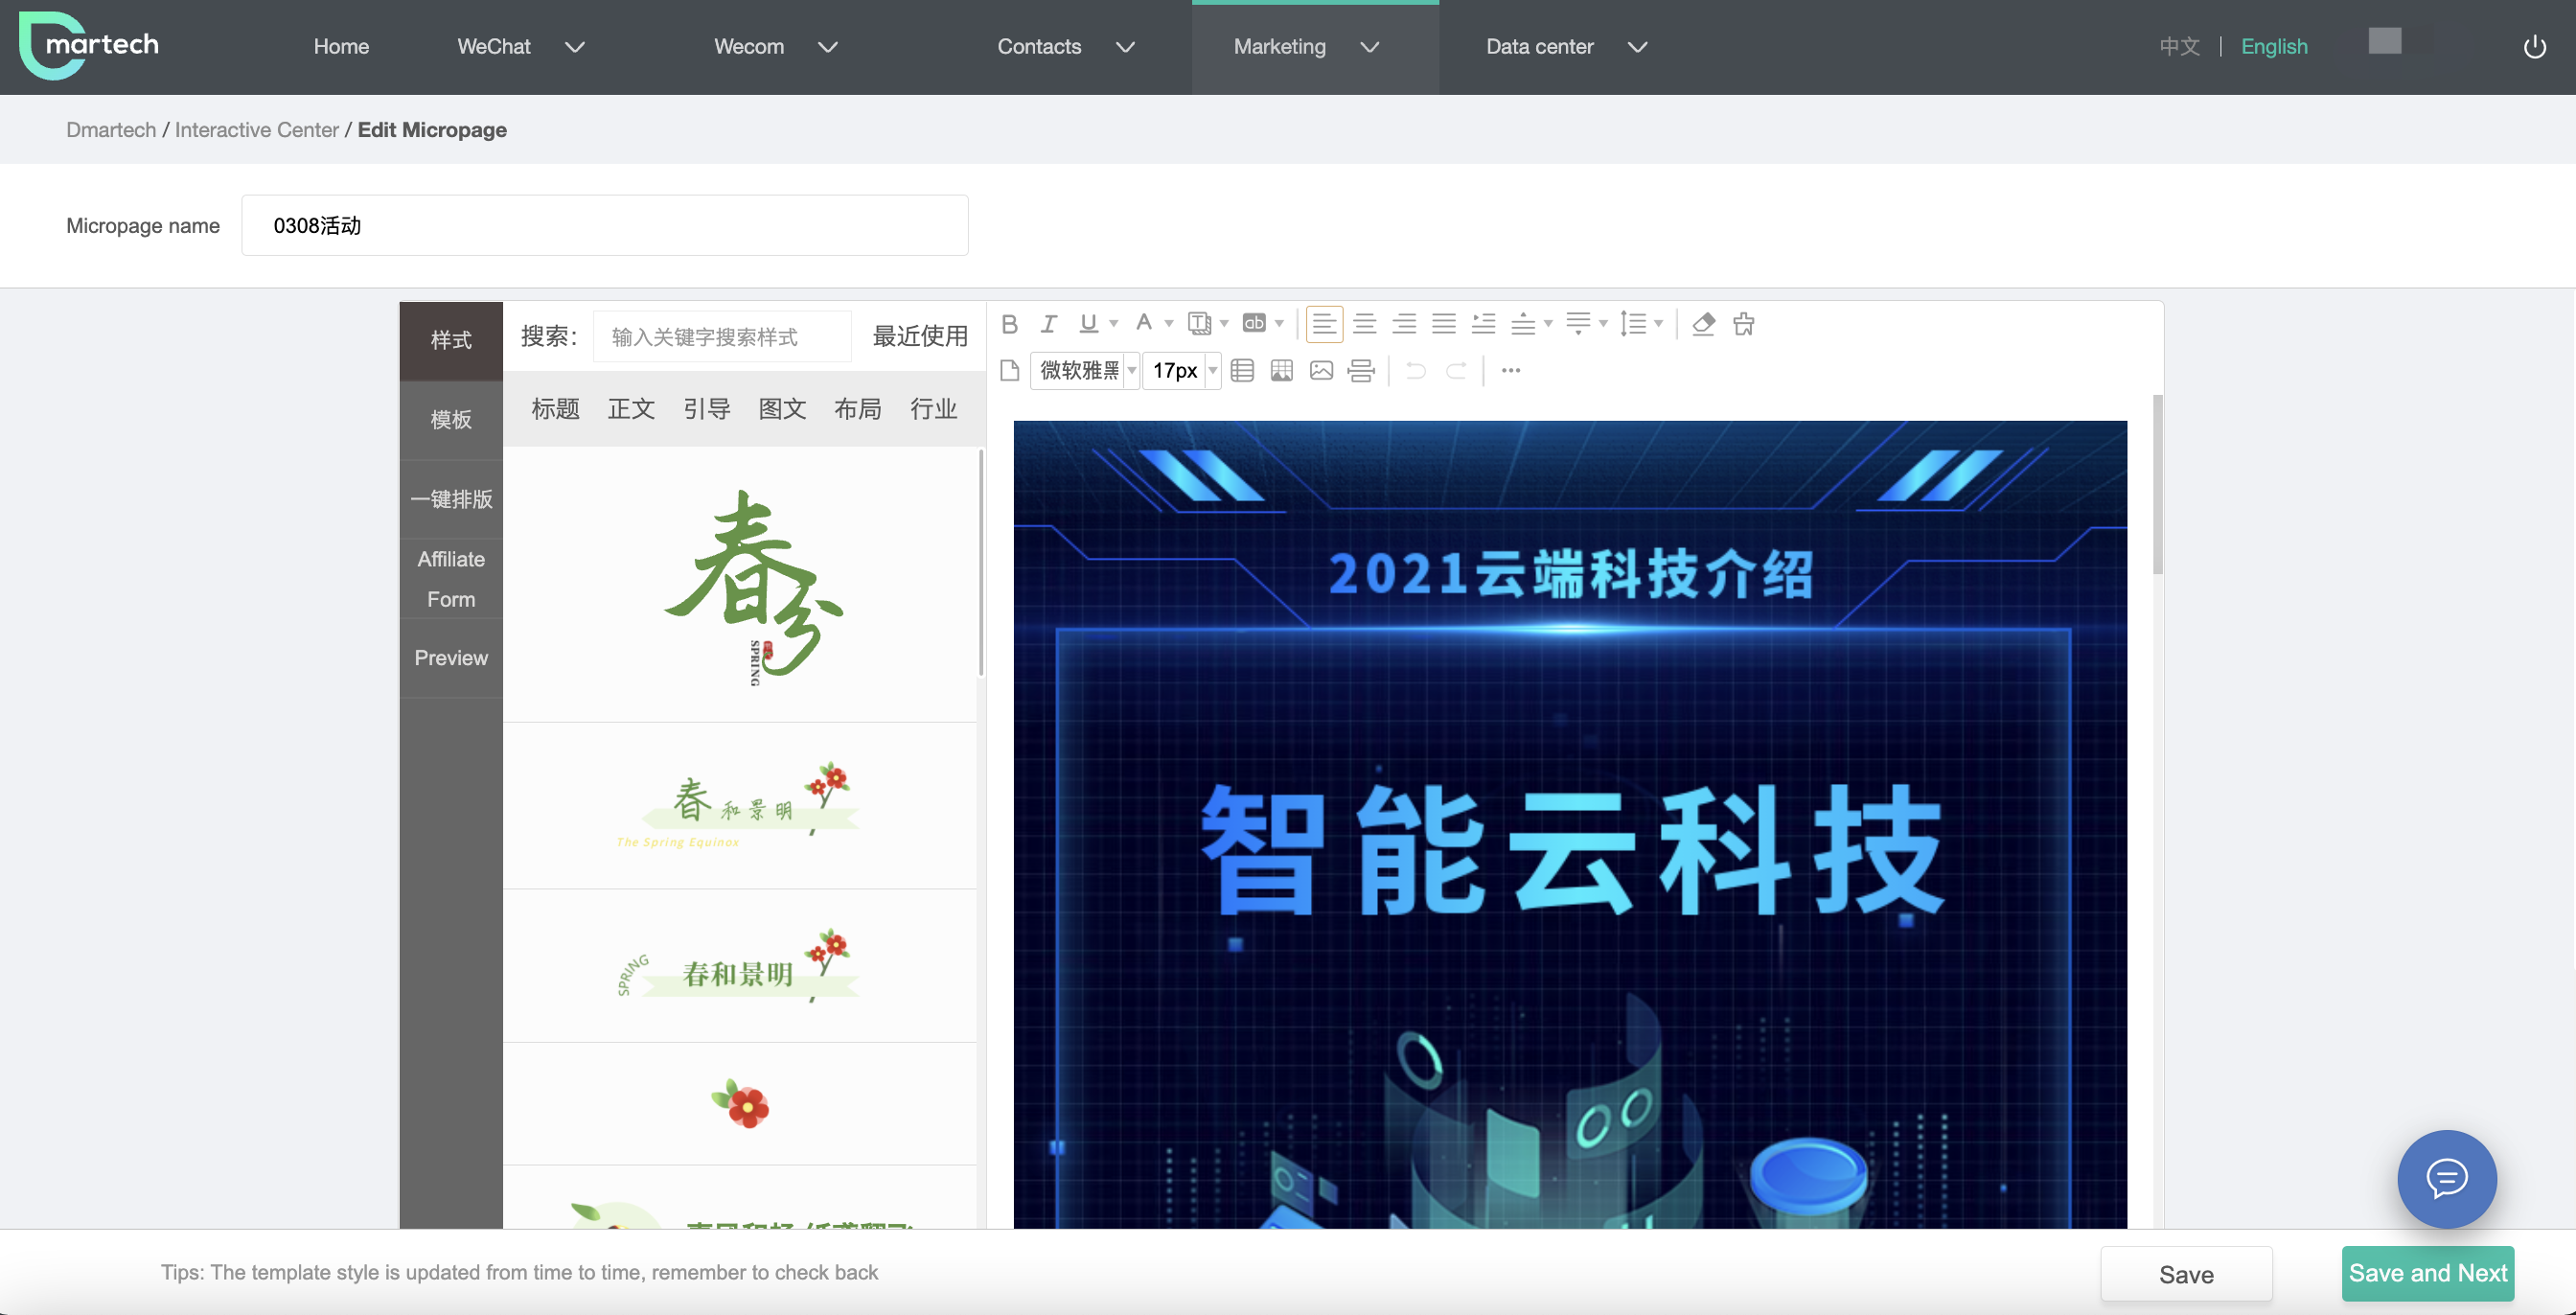 martech
Home
WeChat
Wecom
Contacts
Marketing
Data center
中文 | English
Dmartech / Interactive Center / Edit Micropage
Micropage name
0308活动
样式
模板
一键排版
Affiliate
Form
Preview
搜索：
输入关键字搜索样式
最近使用
标题 正文 引导 图文 布局 行业
春分
SPRING
春和景明
The Spring Equinox
SPRING
春和景明
B I U A T ab
微软雅黑
17px
2021云端科技介绍
智能云科技
Tips: The template style is updated from time to time, remember to check back
Save
Save and Next